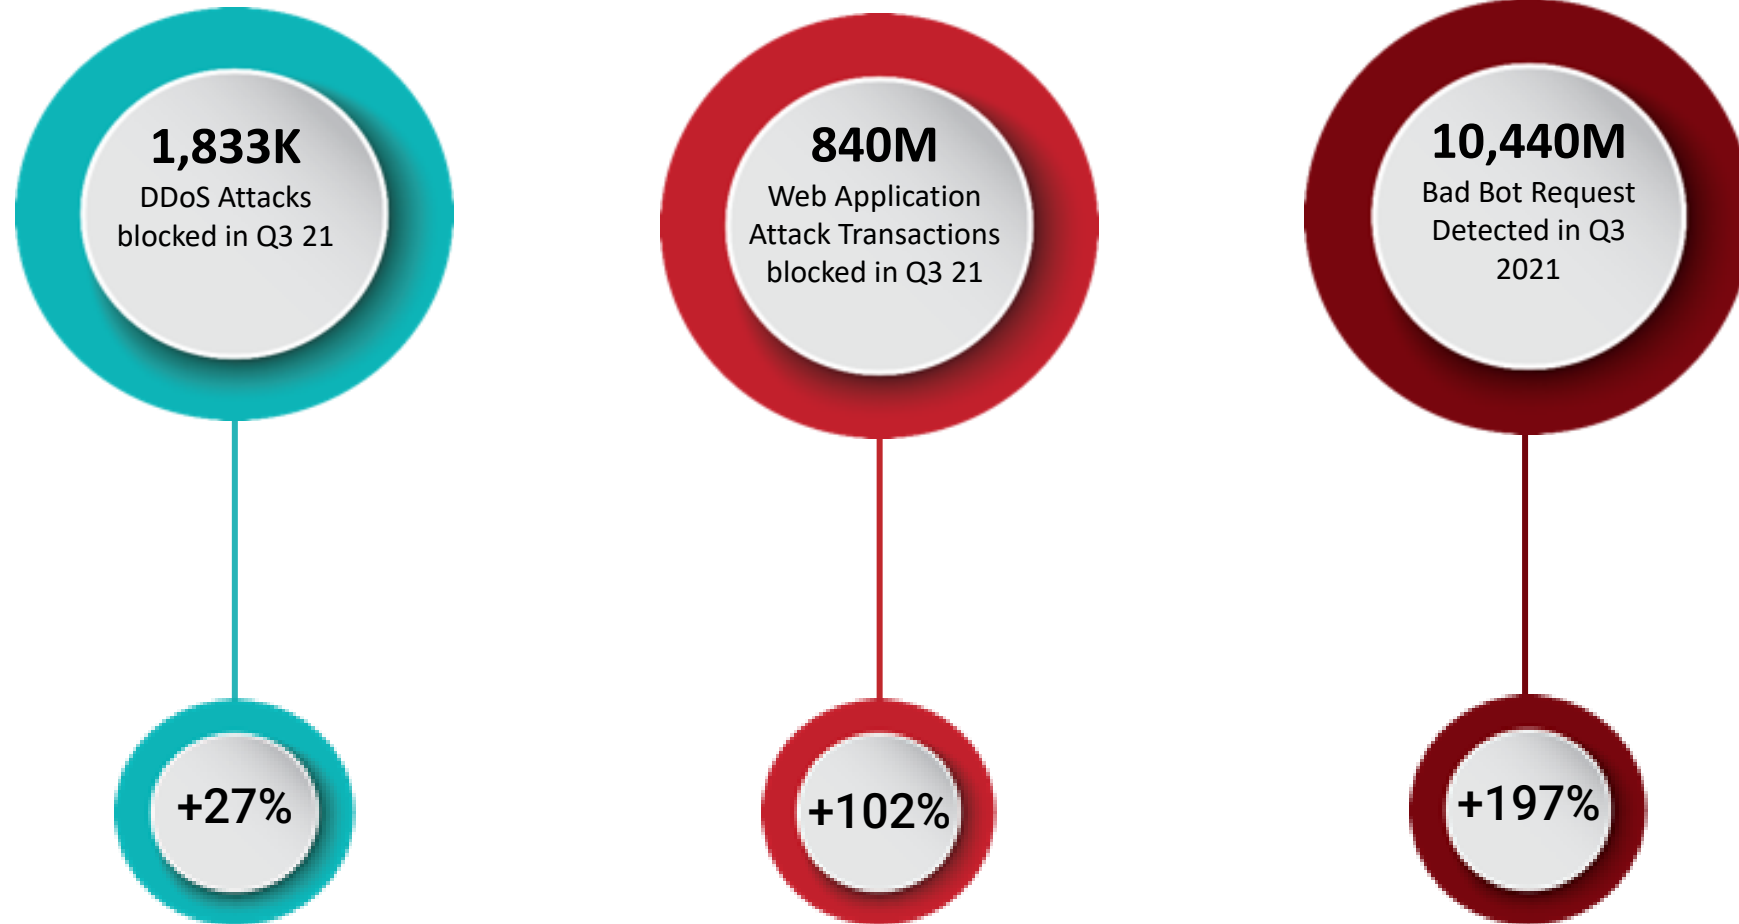 1,833K
DDoS Attacks
blocked in Q3 21
840M
Web Application
Attack Transactions
blocked in Q3 21
10,440M
Bad Bot Request
Detected in Q3
2021
+27%
+102%
+197%